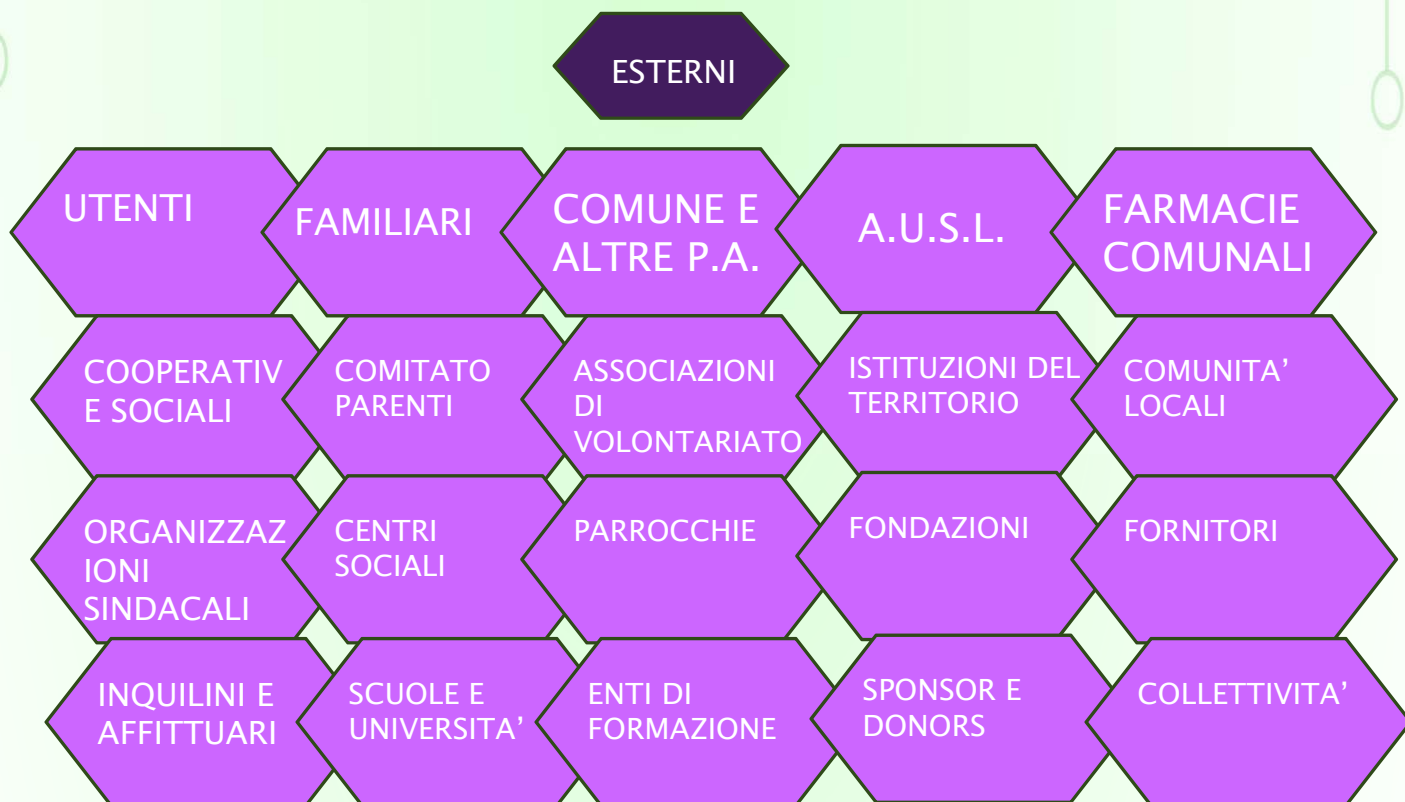 ESTERNI
UTENTI
FAMILIARI
COMUNE E
ALTRE P.A.
A.U.S.L.
FARMACIE
COMUNALI
COOPERATIV
E SOCIALI
COMITATO
PARENTI
ASSOCIAZIONI
DI
VOLONTARIATO
ISTITUZIONI DEL
TERRITORIO
COMUNITA’
LOCALI
ORGANIZZAZ
IONI
SINDACALI
CENTRI
SOCIALI
PARROCCHIE
FONDAZIONI
FORNITORI
INQUILINI E
AFFITTUARI
SCUOLE E
UNIVERSITA’
ENTI DI
FORMAZIONE
SPONSOR E
DONORS
COLLETTIVITA’